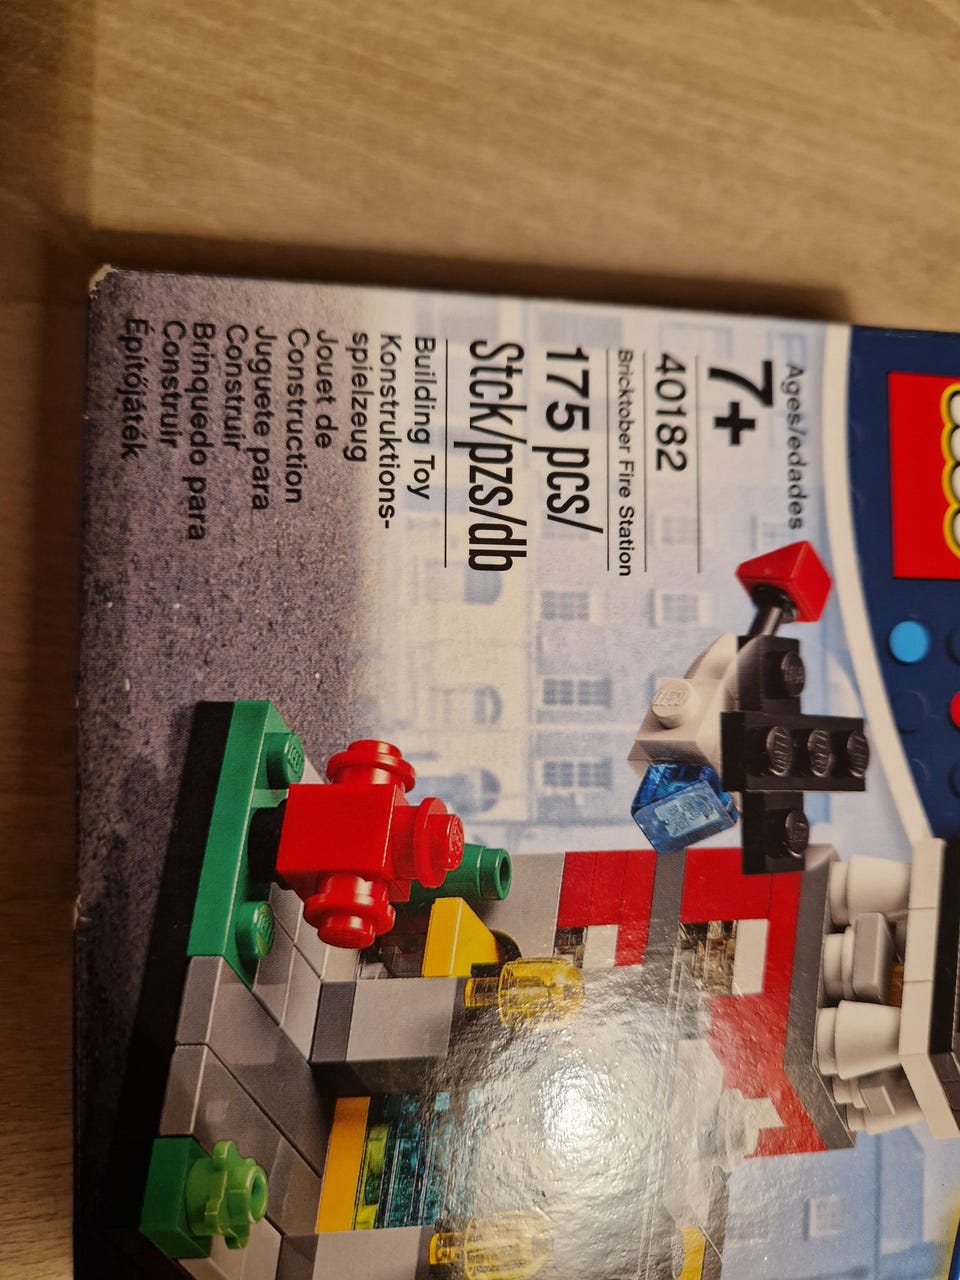 Ages/edades
7+
40182
Bricktober Fire Station
175 pcs/
Stck/pzs/db
Building Toy
Konstruktions-
spielzeug
Jouet de
Construction
Juguete para
Construir
Brinquedo para
Construir
Építőjáték